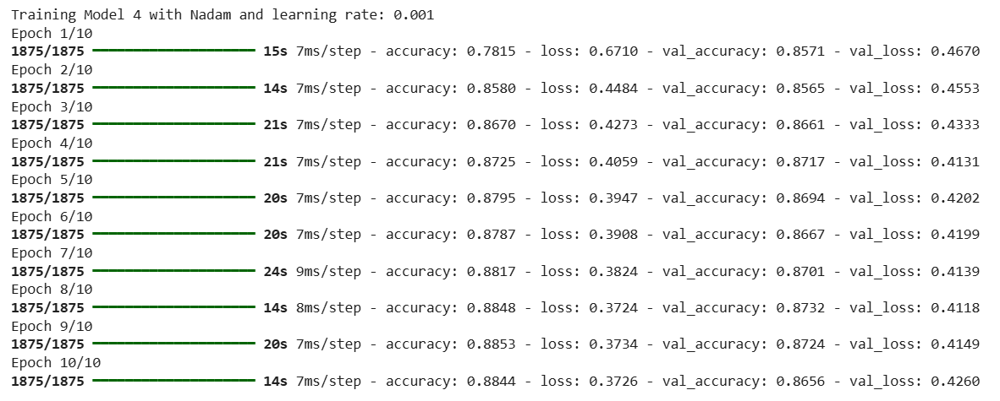 Training Model 4 with Nadam and learning rate: 0.001
Epoch 1/10
1875/1875 ━━━━━━━━━━━━━━━━━━━━ 15s 7ms/step - accuracy: 0.7815 - loss: 0.6710 - val_accuracy: 0.8571 - val_loss: 0.4670
Epoch 2/10
1875/1875 ━━━━━━━━━━━━━━━━━━━━ 14s 7ms/step - accuracy: 0.8580 - loss: 0.4484 - val_accuracy: 0.8565 - val_loss: 0.4553
Epoch 3/10
1875/1875 ━━━━━━━━━━━━━━━━━━━━ 21s 7ms/step - accuracy: 0.8670 - loss: 0.4273 - val_accuracy: 0.8661 - val_loss: 0.4333
Epoch 4/10
1875/1875 ━━━━━━━━━━━━━━━━━━━━ 21s 7ms/step - accuracy: 0.8725 - loss: 0.4059 - val_accuracy: 0.8717 - val_loss: 0.4131
Epoch 5/10
1875/1875 ━━━━━━━━━━━━━━━━━━━━ 20s 7ms/step - accuracy: 0.8795 - loss: 0.3947 - val_accuracy: 0.8694 - val_loss: 0.4202
Epoch 6/10
1875/1875 ━━━━━━━━━━━━━━━━━━━━ 20s 7ms/step - accuracy: 0.8787 - loss: 0.3908 - val_accuracy: 0.8667 - val_loss: 0.4199
Epoch 7/10
1875/1875 ━━━━━━━━━━━━━━━━━━━━ 24s 9ms/step - accuracy: 0.8817 - loss: 0.3824 - val_accuracy: 0.8701 - val_loss: 0.4139
Epoch 8/10
1875/1875 ━━━━━━━━━━━━━━━━━━━━ 14s 8ms/step - accuracy: 0.8848 - loss: 0.3724 - val_accuracy: 0.8732 - val_loss: 0.4118
Epoch 9/10
1875/1875 ━━━━━━━━━━━━━━━━━━━━ 20s 7ms/step - accuracy: 0.8853 - loss: 0.3734 - val_accuracy: 0.8724 - val_loss: 0.4149
Epoch 10/10
1875/1875 ━━━━━━━━━━━━━━━━━━━━ 14s 7ms/step - accuracy: 0.8844 - loss: 0.3726 - val_accuracy: 0.8656 - val_loss: 0.4260